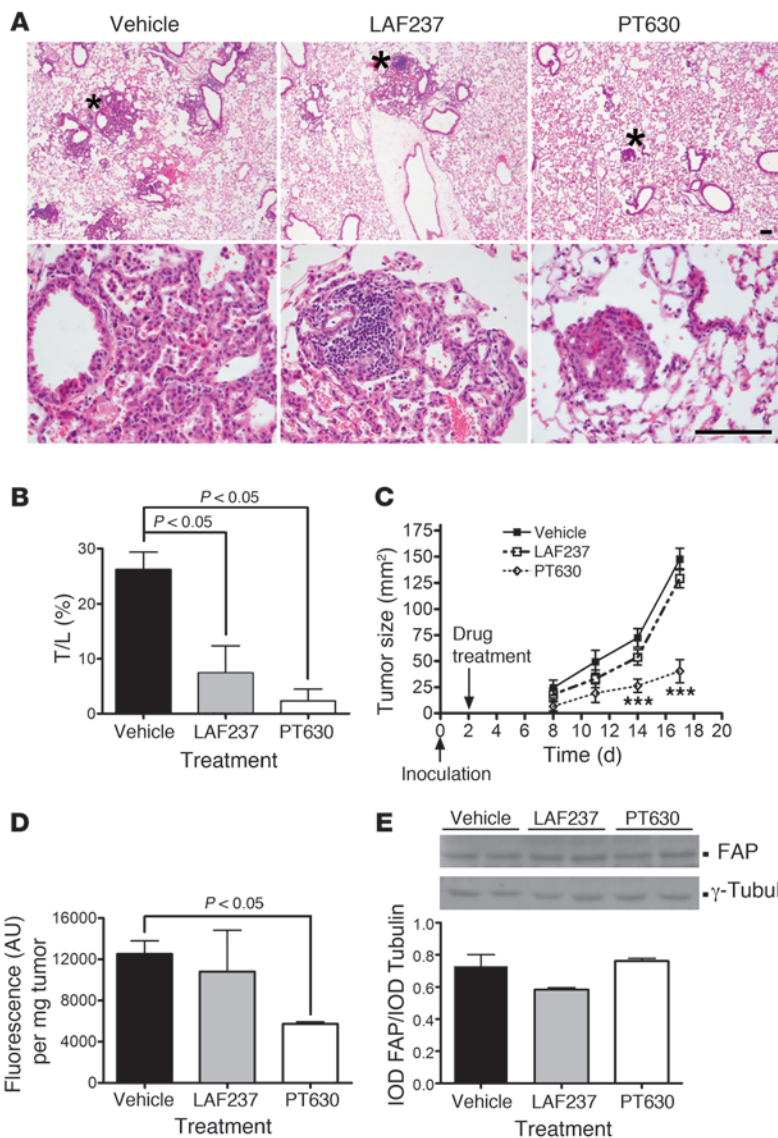 A
Vehicle LAF237 PT630
*
*
*
B
P < 0.05
P < 0.05
T/L (%)
30
20
10
0
Vehicle LAF237 PT630
Treatment
C
Tumor size (mm²)
175
150
125
100
75
50
25
0
Vehicle
LAF237
PT630
Drug
treatment
*** ***
0 2 4 6 8 10 12 14 16 18 20
Time (d)
Inoculation
D
P < 0.05
Fluorescence (AU)
per mg tumor
16000
12000
8000
4000
0
Vehicle LAF237 PT630
Treatment
E
Vehicle LAF237 PT630
FAP
γ-Tubul
IOD FAP/IOD Tubulin
1.0
0.8
0.6
0.4
0.2
0.0
Vehicle LAF237 PT630
Treatment